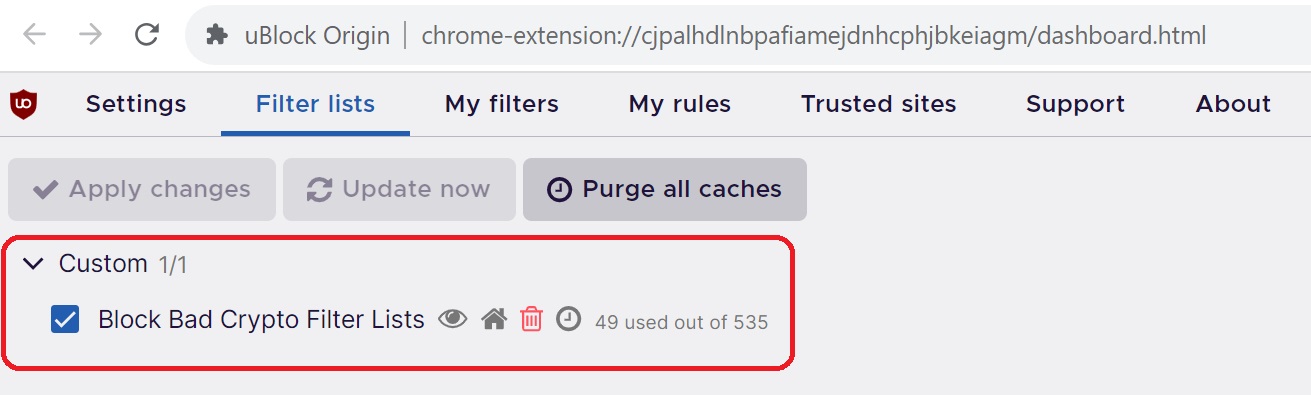 uBlock Origin | chrome-extension://cjpalhdlnbpafiamejdnhcphjbkeiagm/dashboard.html
uO Settings Filter lists My filters My rules Trusted sites Support About
Apply changes Update now Purge all caches
Custom 1/1
Block Bad Crypto Filter Lists 49 used out of 535